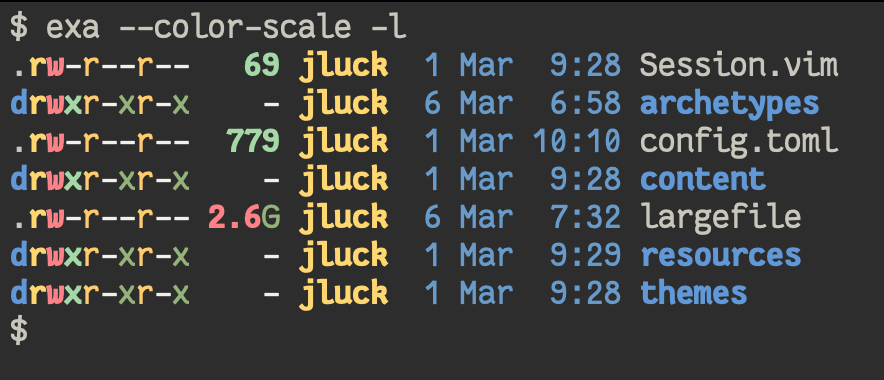 $ exa --color-scale -l
.rw-r--r--   69 jluck  1 Mar  9:28 Session.vim
drwxr-xr-x    - jluck  6 Mar  6:58 archetypes
.rw-r--r--  779 jluck  1 Mar 10:10 config.toml
drwxr-xr-x    - jluck  1 Mar  9:28 content
.rw-r--r-- 2.6G jluck  6 Mar  7:32 largefile
drwxr-xr-x    - jluck  1 Mar  9:29 resources
drwxr-xr-x    - jluck  1 Mar  9:28 themes
$